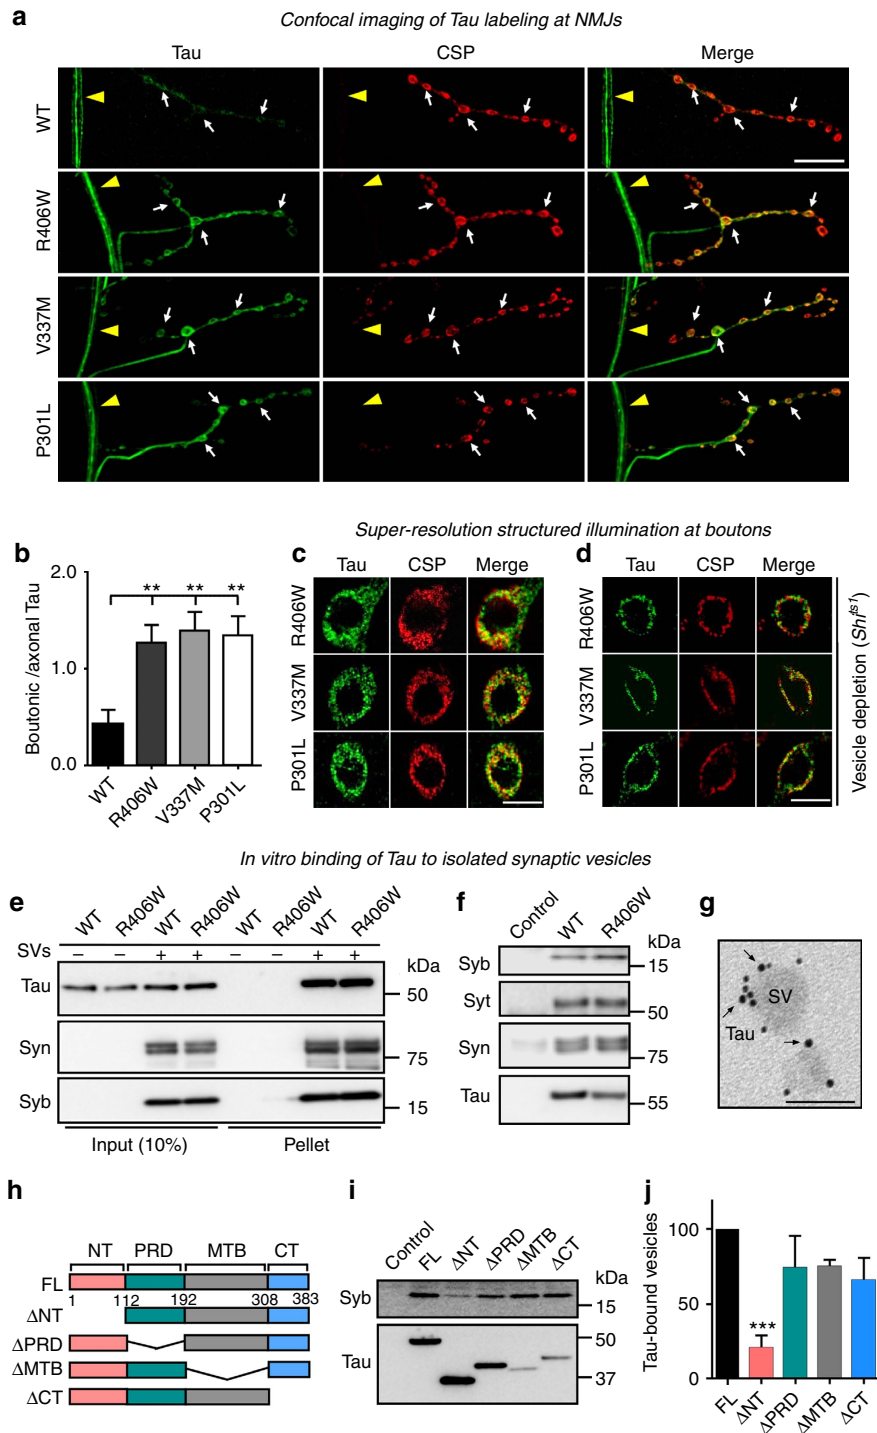 a
Confocal imaging of Tau labeling at NMJs
Tau CSP Merge
WT
R406W
V337M
P301L
Super-resolution structured illumination at boutons
b
2.0
1.0
0.0
Boutonic /axonal Tau
** ** **
WT R406W V337M P301L
c
Tau CSP Merge
R406W
V337M
P301L
d
Tau CSP Merge
R406W
V337M
P301L
Vesicle depletion (Shiᵗˢ¹)
In vitro binding of Tau to isolated synaptic vesicles
e
WT R406W WT R406W WT R406W WT R406W
SVs – – + + – – + +
kDa
Tau 50
Syn 75
Syb 15
Input (10%) Pellet
f
Control WT R406W
kDa
Syb 15
Syt 50
Syn 75
Tau 55
g
SV
Tau
h
NT PRD MTB CT
FL
1 112 192 308 383
ΔNT
ΔPRD
ΔMTB
ΔCT
i
Control FL ΔNT ΔPRD ΔMTB ΔCT
kDa
Syb 15
Tau 50
37
j
Tau-bound vesicles
100
50
0
***
FL ΔNT ΔPRD ΔMTB ΔCT